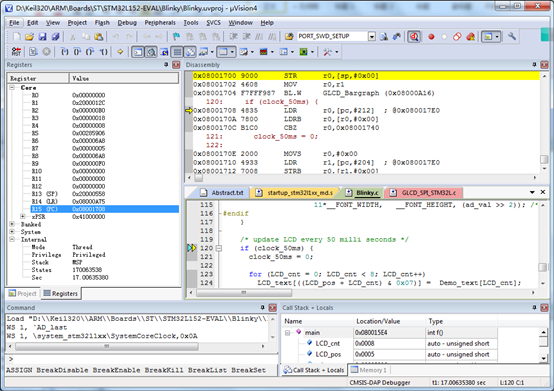 D:\Keil320\ARM\Boards\ST\STM32L152-EVAL\Blinky\Blinky.uvproj - µVision4
File Edit View Project Flash Debug Peripherals Tools SVCS Window Help
PORT_SWD_SETUP
Registers
Register Value
Core
R0 0x00000000
R1 0x2000012C
R2 0x00000000
R3 0x00000018
R4 0x00000008
R5 0x00285906
R6 0x000006A8
R7 0x00000005
R8 0x00000000
R9 0x00000000
R10 0x00000000
R11 0x00000000
R12 0x000006A8
R13 (SP) 0x20000558
R14 (LR) 0x08000A75
R15 (PC) 0x08001708
xPSR 0x41000000
Banked
System
Internal
Mode Thread
Privilege Privileged
Stack MSP
States 170063538
Sec 17.00635380
Project Registers
Disassembly
0x08001700 9000 STR r0,[sp,#0x00]
0x08001702 4608 MOV r0,r1
0x08001704 F7FFF987 BL.W GLCD_Bargraph (0x08000A16)
120: if (clock_50ms) {
0x08001708 4835 LDR r0,[pc,#212] ; @0x080017E0
0x0800170A 7800 LDRB r0,[r0,#0x00]
0x0800170C B1C0 CBZ r0,0x08001740
121: clock_50ms = 0;
122:
0x0800170E 2000 MOVS r0,#0x00
0x08001710 4933 LDR r1,[pc,#204] ; @0x080017E0
0x08001712 7008 STRB r0,[r1,#0x00]
Abstract.txt startup_stm32l1xx_md.s Blinky.c GLCD_SPI_STM32L.c
115 11*__FONT_WIDTH, __FONT_HEIGHT, (ad_val >> 2)); /*
116 #endif
117 }
118
119 /* update LCD every 50 milli seconds */
120 if (clock_50ms) {
121 clock_50ms = 0;
122
123 for (LCD_cnt = 0; LCD_cnt < 8; LCD_cnt++)
124 LCD_text[((LCD_pos + LCD_cnt) & 0x07)] = Demo_text[LCD_cnt];
Command
Load "D:\\Keil320\\ARM\\Boards\\ST\\STM32L152-EVAL\\Blinky\\
WS 1, `AD_last
WS 1, \system_stm32l1xx\SystemCoreClock,0x0A
>
ASSIGN BreakDisable BreakEnable BreakKill BreakList BreakSet
Call Stack + Locals
Name Location/Value Type
main 0x080015E4 int f()
LCD_cnt 0x0008 auto - unsigned short
LCD_pos 0x0005 auto - unsigned short
Call Stack + Locals Memory 1
CMSIS-DAP Debugger t1: 17.00635380 sec L:120 C:1